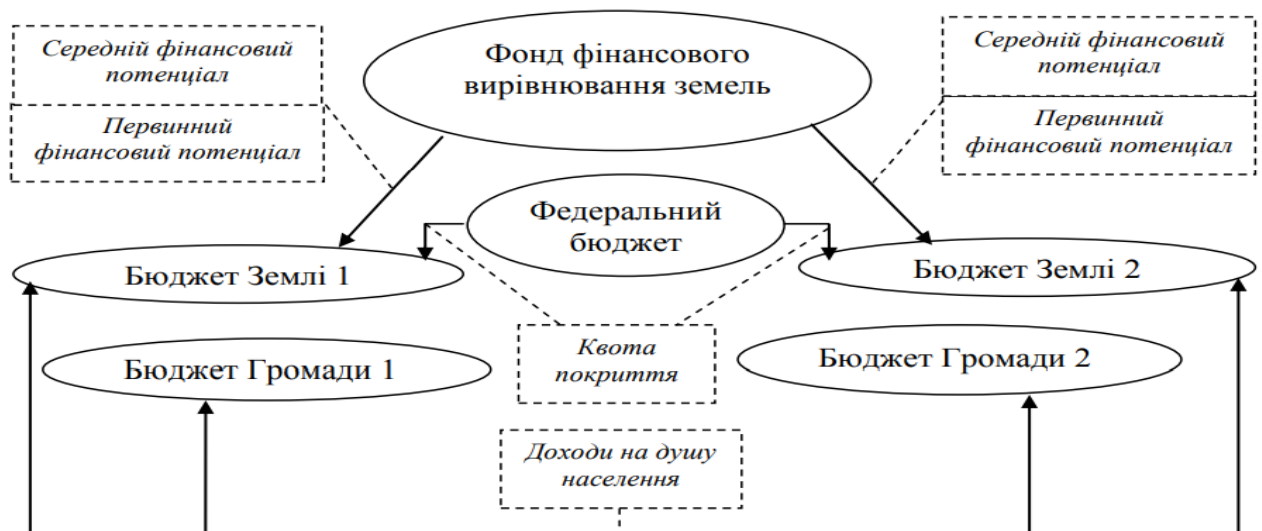 Середній фінансовий
потенціал
Первинний
фінансовий потенціал
Фонд фінансового
вирівнювання земель
Середній фінансовий
потенціал
Первинний
фінансовий потенціал
Федеральний
бюджет
Бюджет Землі 1
Бюджет Землі 2
Бюджет Громади 1
Квота
покриття
Бюджет Громади 2
Доходи на душу
населення